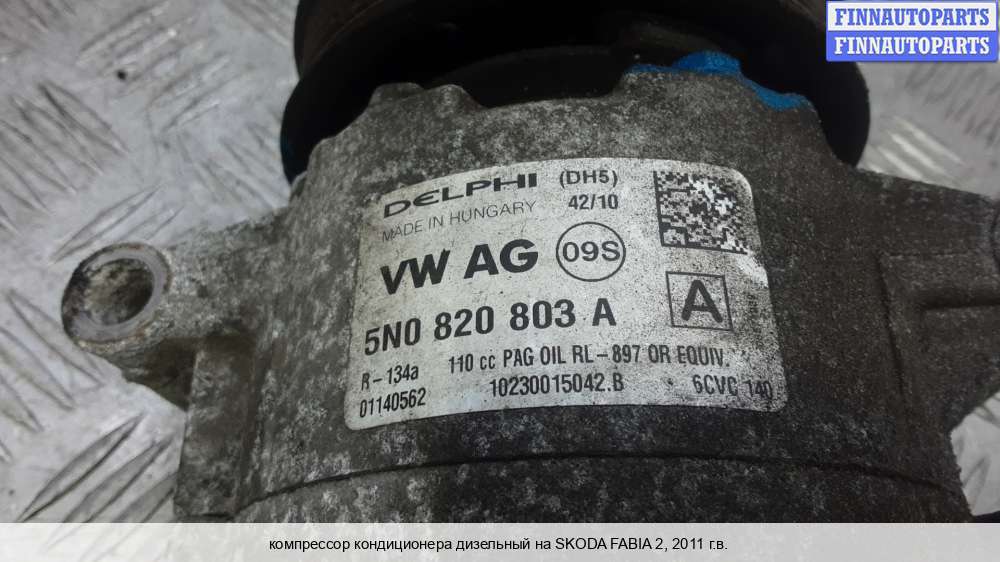 FINNAUTOPARTS
FINNAUTOPARTS
DELPHI (DH5)
MADE IN HUNGARY 42/10
VW AG 09S
5N0 820 803 A A
R-134a 110 cc PAG OIL RL-897 OR EQUIV.
01140562 10230015042.B 6CVC 140
компрессор кондиционера дизельный на SKODA FABIA 2, 2011 г.в.